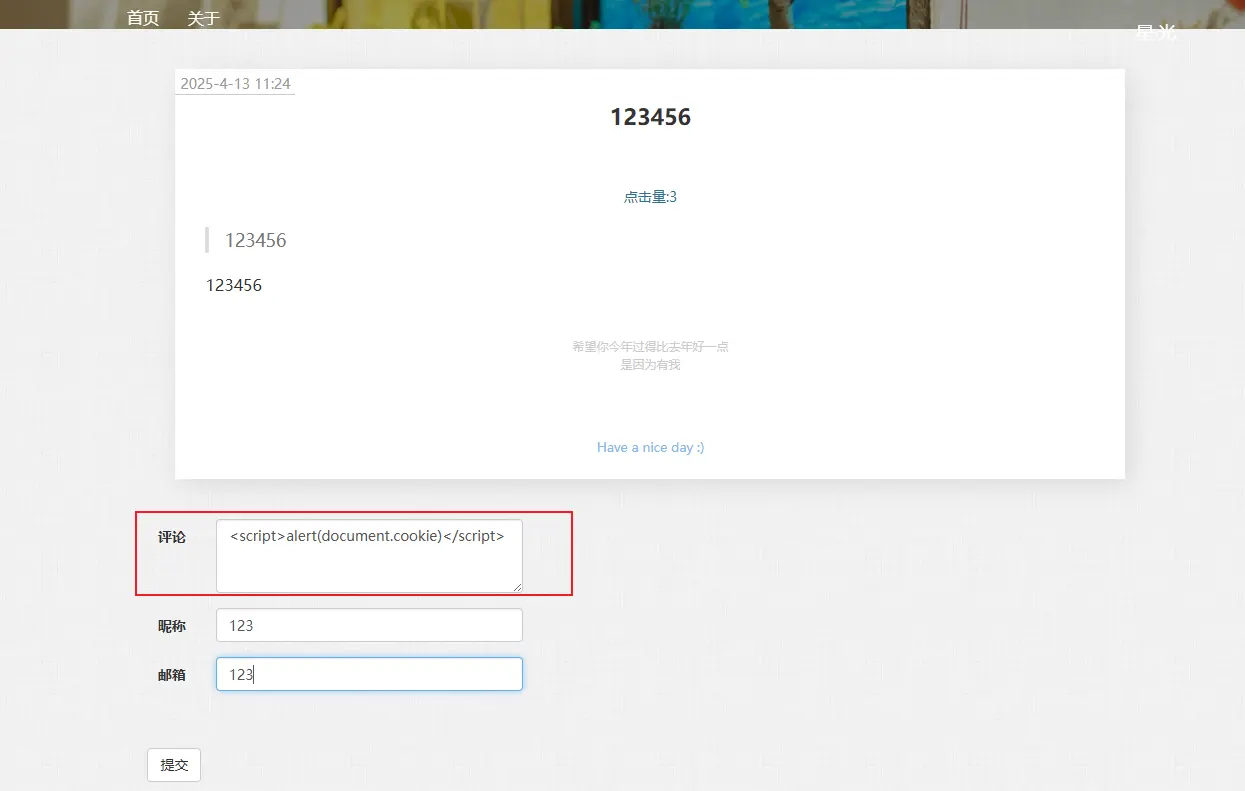 首页 关于
星光
2025-4-13 11:24
123456
点击量:3
123456
123456
希望你今年过得比去年好一点
是因为有我
Have a nice day :)
评论 <script>alert(document.cookie)</script>
昵称 123
邮箱 123
提交